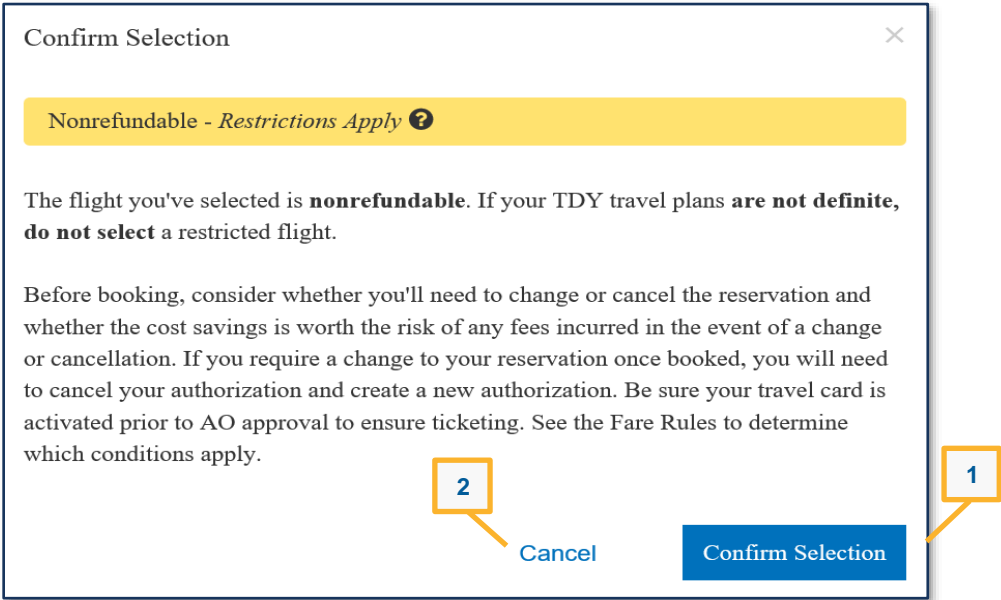 Confirm Selection ×
Nonrefundable - Restrictions Apply ?
The flight you've selected is nonrefundable. If your TDY travel plans are not definite,
do not select a restricted flight.
Before booking, consider whether you'll need to change or cancel the reservation and
whether the cost savings is worth the risk of any fees incurred in the event of a change
or cancellation. If you require a change to your reservation once booked, you will need
to cancel your authorization and create a new authorization. Be sure your travel card is
activated prior to AO approval to ensure ticketing. See the Fare Rules to determine
which conditions apply.
2
1
Cancel
Confirm Selection